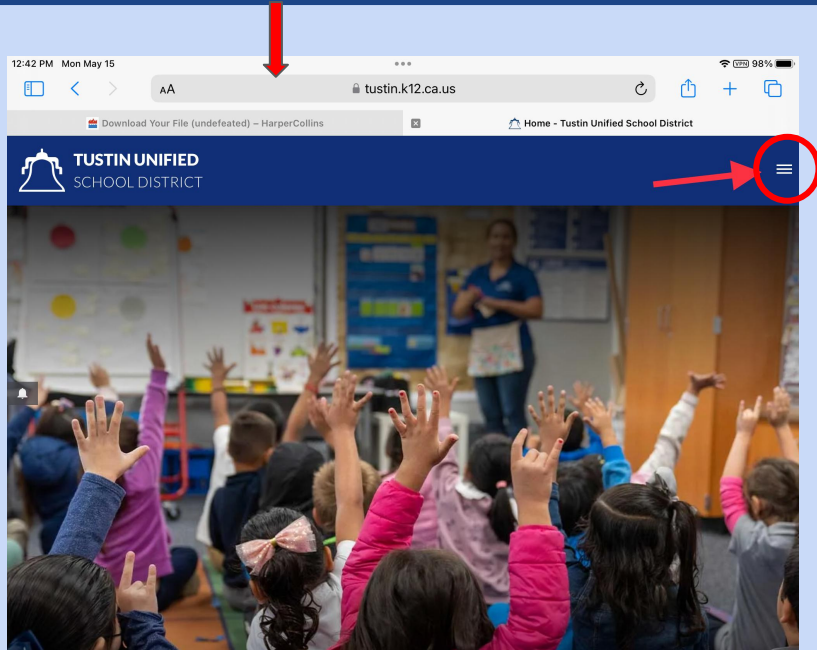 12:42 PM Mon May 15
VPN 98%
AA
tustin.k12.ca.us
Download Your File (undefeated) – HarperCollins
Home - Tustin Unified School District
TUSTIN UNIFIED
SCHOOL DISTRICT